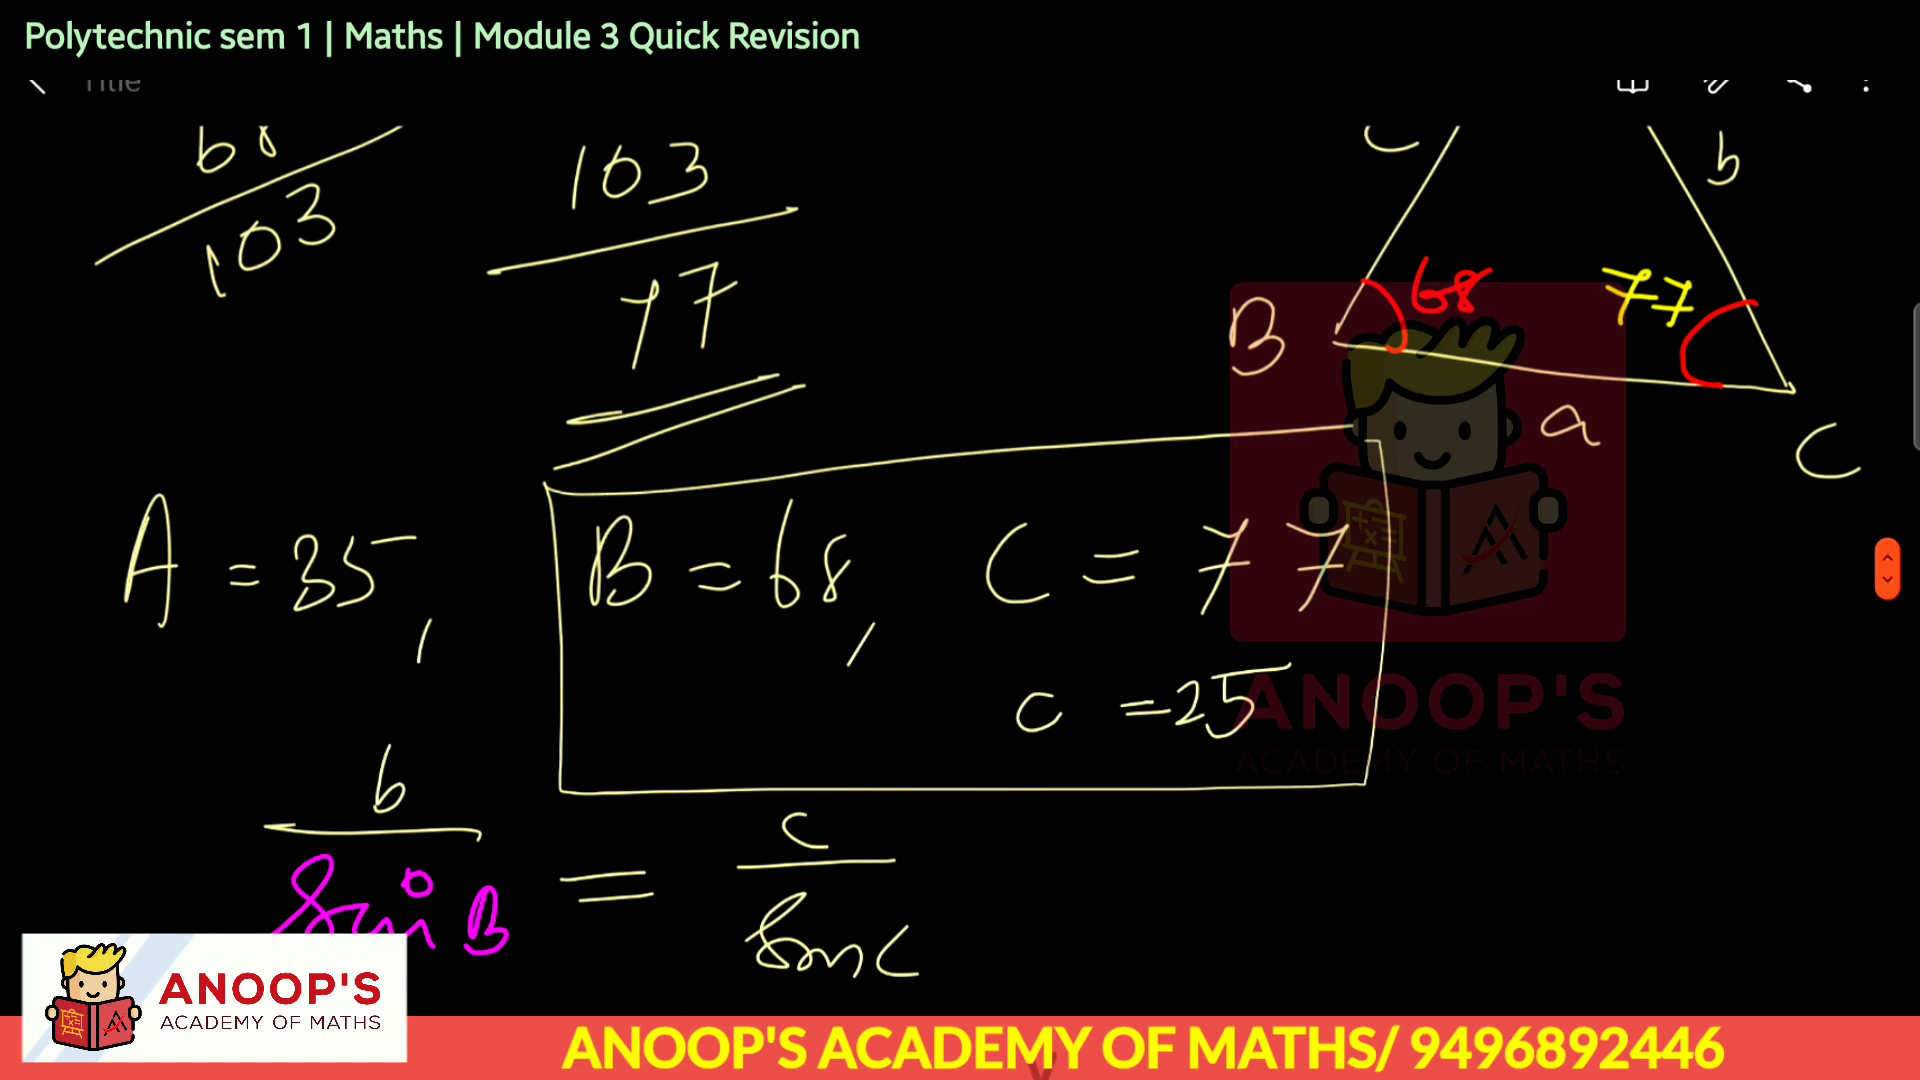 Polytechnic sem 1 | Maths | Module 3 Quick Revision
Title
68
103
103
77
c
b
B
68
77
a
C
A = 35,
B = 68, C = 77
c = 25
b
sin B
=
c
sin C
ANOOP'S
ACADEMY OF MATHS
ANOOP'S
ACADEMY OF MATHS
ANOOP'S ACADEMY OF MATHS/ 9496892446